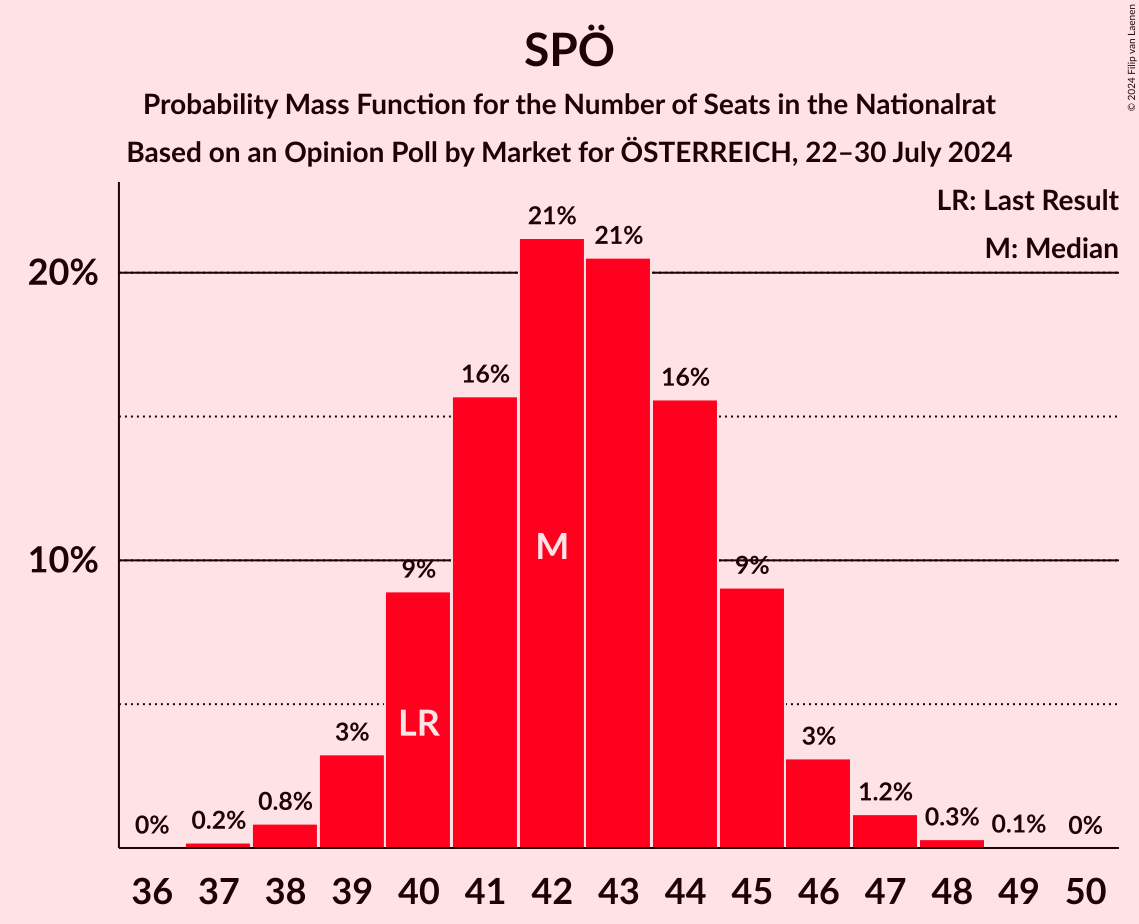 SPÖ
Probability Mass Function for the Number of Seats in the Nationalrat
Based on an Opinion Poll by Market for ÖSTERREICH, 22–30 July 2024
© 2024 Filip van Laenen
LR: Last Result
M: Median
20%
10%
0%
0.2%
0.8%
3%
9%
16%
21%
21%
16%
9%
3%
1.2%
0.3%
0.1%
0%
LR
M
36 37 38 39 40 41 42 43 44 45 46 47 48 49 50